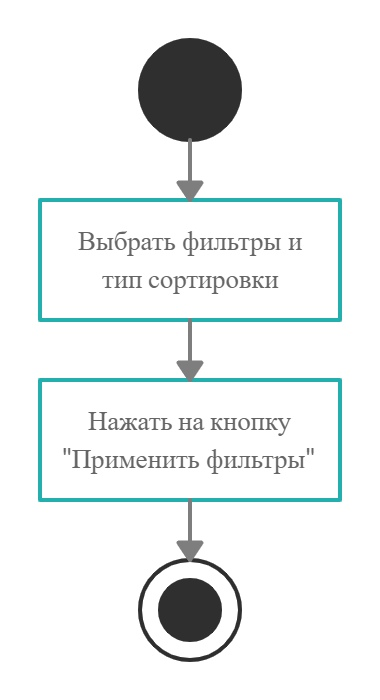 Выбрать фильтры и
тип сортировки
Нажать на кнопку
"Применить фильтры"